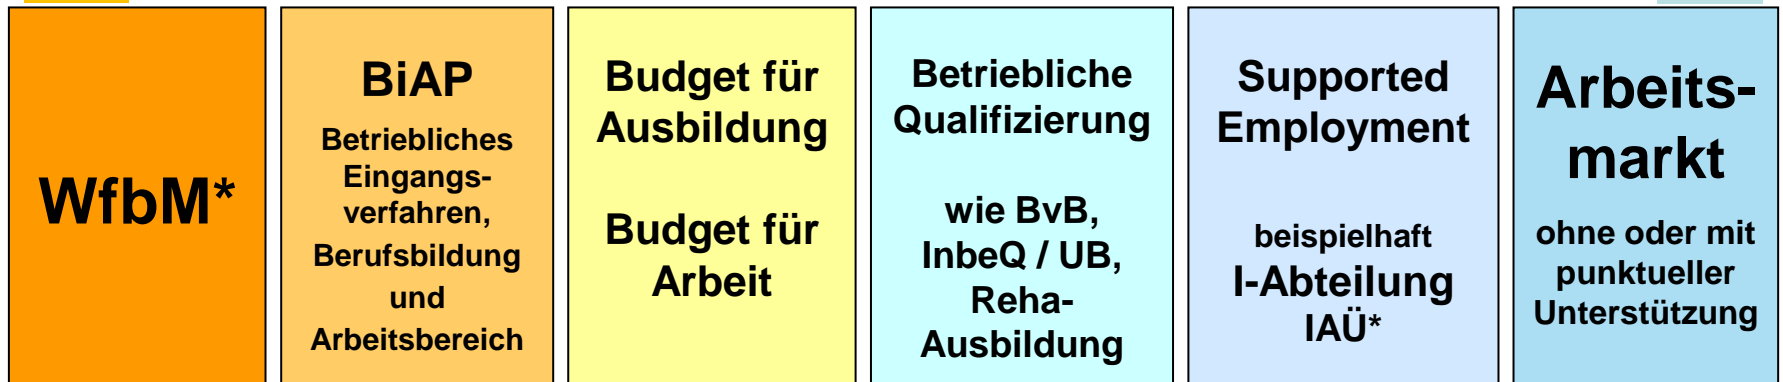 WfbM*
BiAP
Betriebliches
Eingangs-
verfahren,
Berufsbildung
und
Arbeitsbereich
Budget für
Ausbildung
Budget für
Arbeit
Betriebliche
Qualifizierung
wie BvB,
InbeQ / UB,
Reha-
Ausbildung
Supported
Employment
beispielhaft
I-Abteilung
IAÜ*
Arbeits-
markt
ohne oder mit
punktueller
Unterstützung